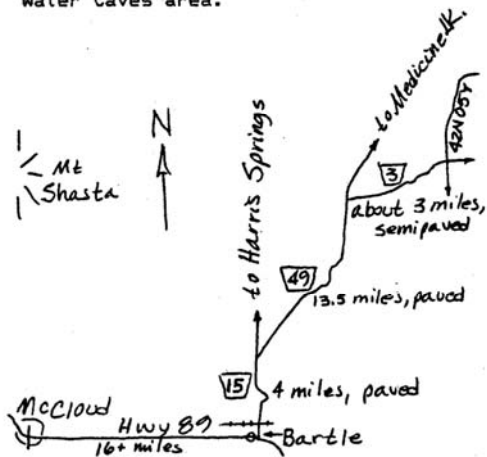 Water Caves area.
to Medicine Lk.
N
42N05Y
Mt
Shasta
to Harris Springs
3
about 3 miles,
semipaved
49
13.5 miles, paved
15
4 miles, paved
McCloud
Hwy 89
16+ miles
Bartle